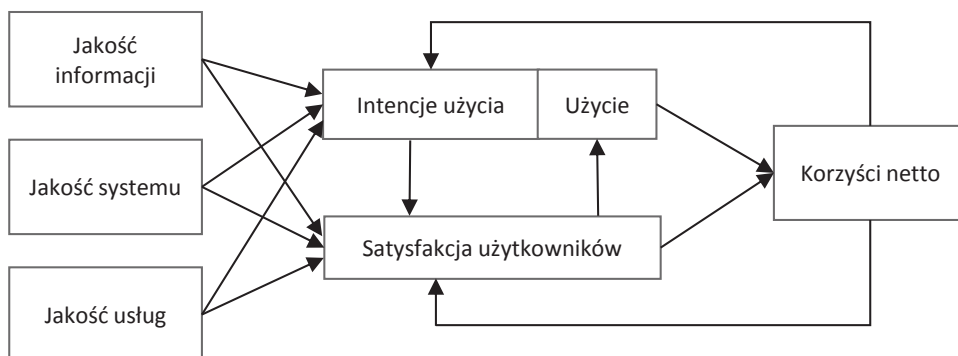 Jakość
informacji
Intencje użycia
Użycie
Jakość systemu
Korzyści netto
Satysfakcja użytkowników
Jakość usług